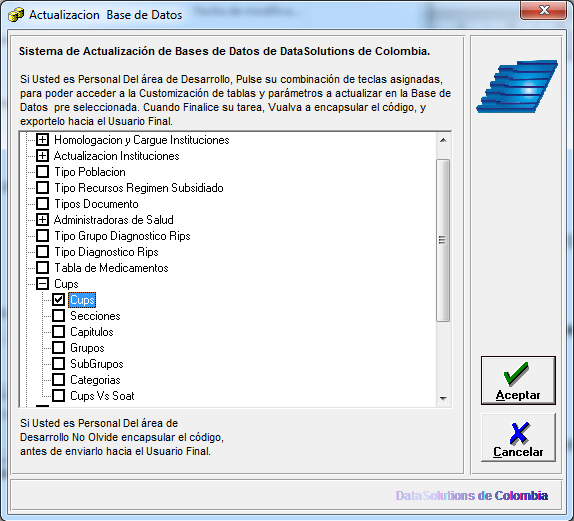 Actualizacion Base de Datos
Sistema de Actualización de Bases de Datos de DataSolutions de Colombia.
Si Usted es Personal Del área de Desarrollo, Pulse su combinación de teclas asignadas,
para poder acceder a la Customización de tablas y parámetros a actualizar en la Base de
Datos pre seleccionada. Cuando Finalice su tarea, Vualva a encapsular el código, y
exportelo hacia el Usuario Final.
Homologacion y Cargue Instituciones
Actualizacion Instituciones
Tipo Poblacion
Tipo Recursos Regimen Subsidiado
Tipos Documento
Administradoras de Salud
Tipo Grupo Diagnostico Rips
Tipo Diagnostico Rips
Tabla de Medicamentos
Cups
Cups
Secciones
Capitulos
Grupos
SubGrupos
Categorias
Cups Vs Soat
Aceptar
Si Usted es Personal Del área de
Desarrollo No Olvide encapsular el código,
antes de enviarlo hacia el Usuario Final.
Cancelar
DataSolutions de Colombia